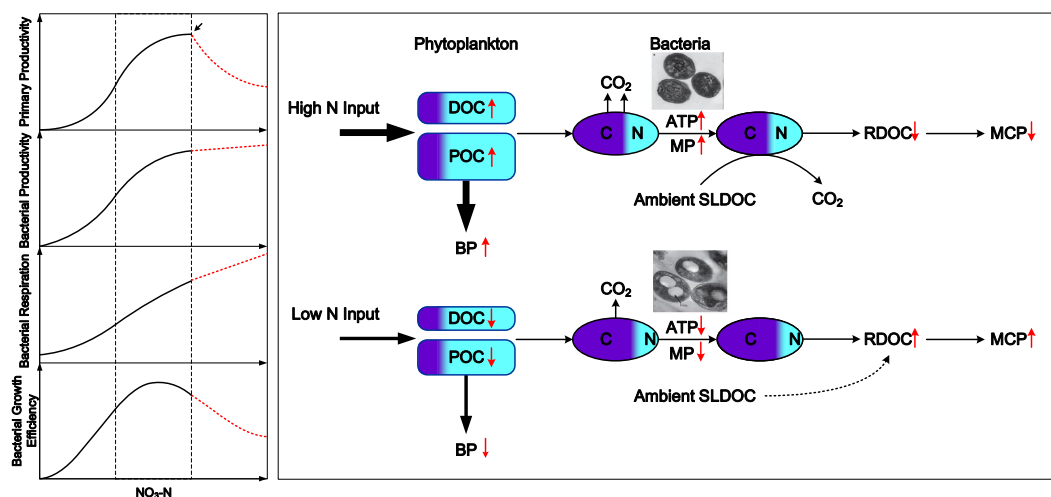 Primary Productivity
Bacterial Productivity
Bacterial Respiration
Bacterial Growth
Efficiency
NO₃-N
Phytoplankton
Bacteria
High N Input
DOC
POC
BP
CO₂
C N
ATP
MP
C N
Ambient SLDOC
CO₂
RDOC
MCP
Low N Input
DOC
POC
BP
CO₂
C N
ATP
MP
C N
Ambient SLDOC
RDOC
MCP